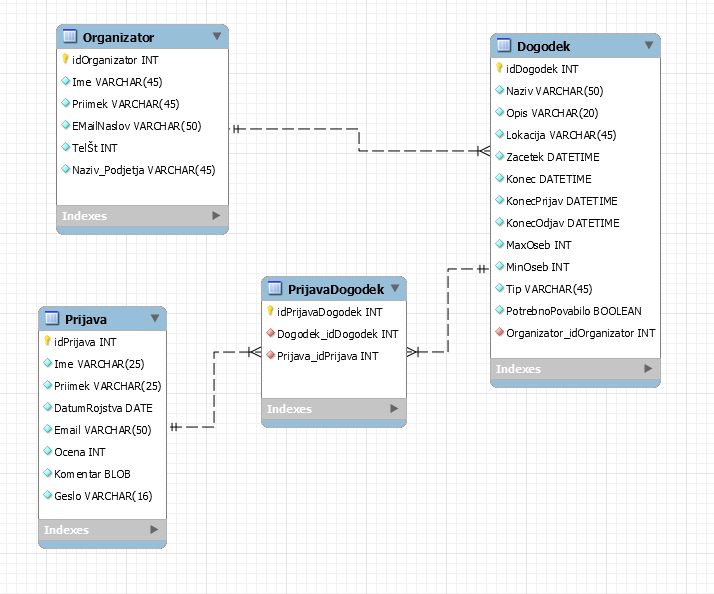 Organizator
idOrganizator INT
Ime VARCHAR(45)
Priimek VARCHAR(45)
EMailNaslov VARCHAR(50)
TelŠt INT
Naziv_Podjetja VARCHAR(45)
Indexes
Dogodek
idDogodek INT
Naziv VARCHAR(50)
Opis VARCHAR(20)
Lokacija VARCHAR(45)
Zacetek DATETIME
Konec DATETIME
KonecPrijav DATETIME
KonecOdjav DATETIME
MaxOseb INT
MinOseb INT
Tip VARCHAR(45)
PotrebnoPovabilo BOOLEAN
Organizator_idOrganizator INT
Indexes
PrijavaDogodek
idPrijavaDogodek INT
Dogodek_idDogodek INT
Prijava_idPrijava INT
Indexes
Prijava
idPrijava INT
Ime VARCHAR(25)
Priimek VARCHAR(25)
DatumRojstva DATE
Email VARCHAR(50)
Ocena INT
Komentar BLOB
Geslo VARCHAR(16)
Indexes